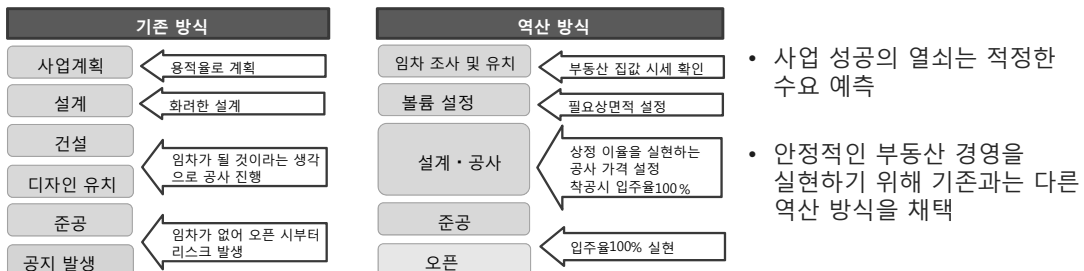 기존 방식
사업계획
용적율로 계획
설계
화려한 설계
건설
디자인 유치
임차가 될 것이라는 생각
으로 공사 진행
준공
공지 발생
임차가 없어 오픈 시부터
리스크 발생
역산 방식
임차 조사 및 유치
부동산 집값 시세 확인
볼륨 설정
필요상면적 설정
설계・공사
상정 이율을 실현하는
공사 가격 설정
착공시 입주율100%
준공
오픈
입주율100% 실현
• 사업 성공의 열쇠는 적정한
수요 예측
• 안정적인 부동산 경영을
실현하기 위해 기존과는 다른
역산 방식을 채택